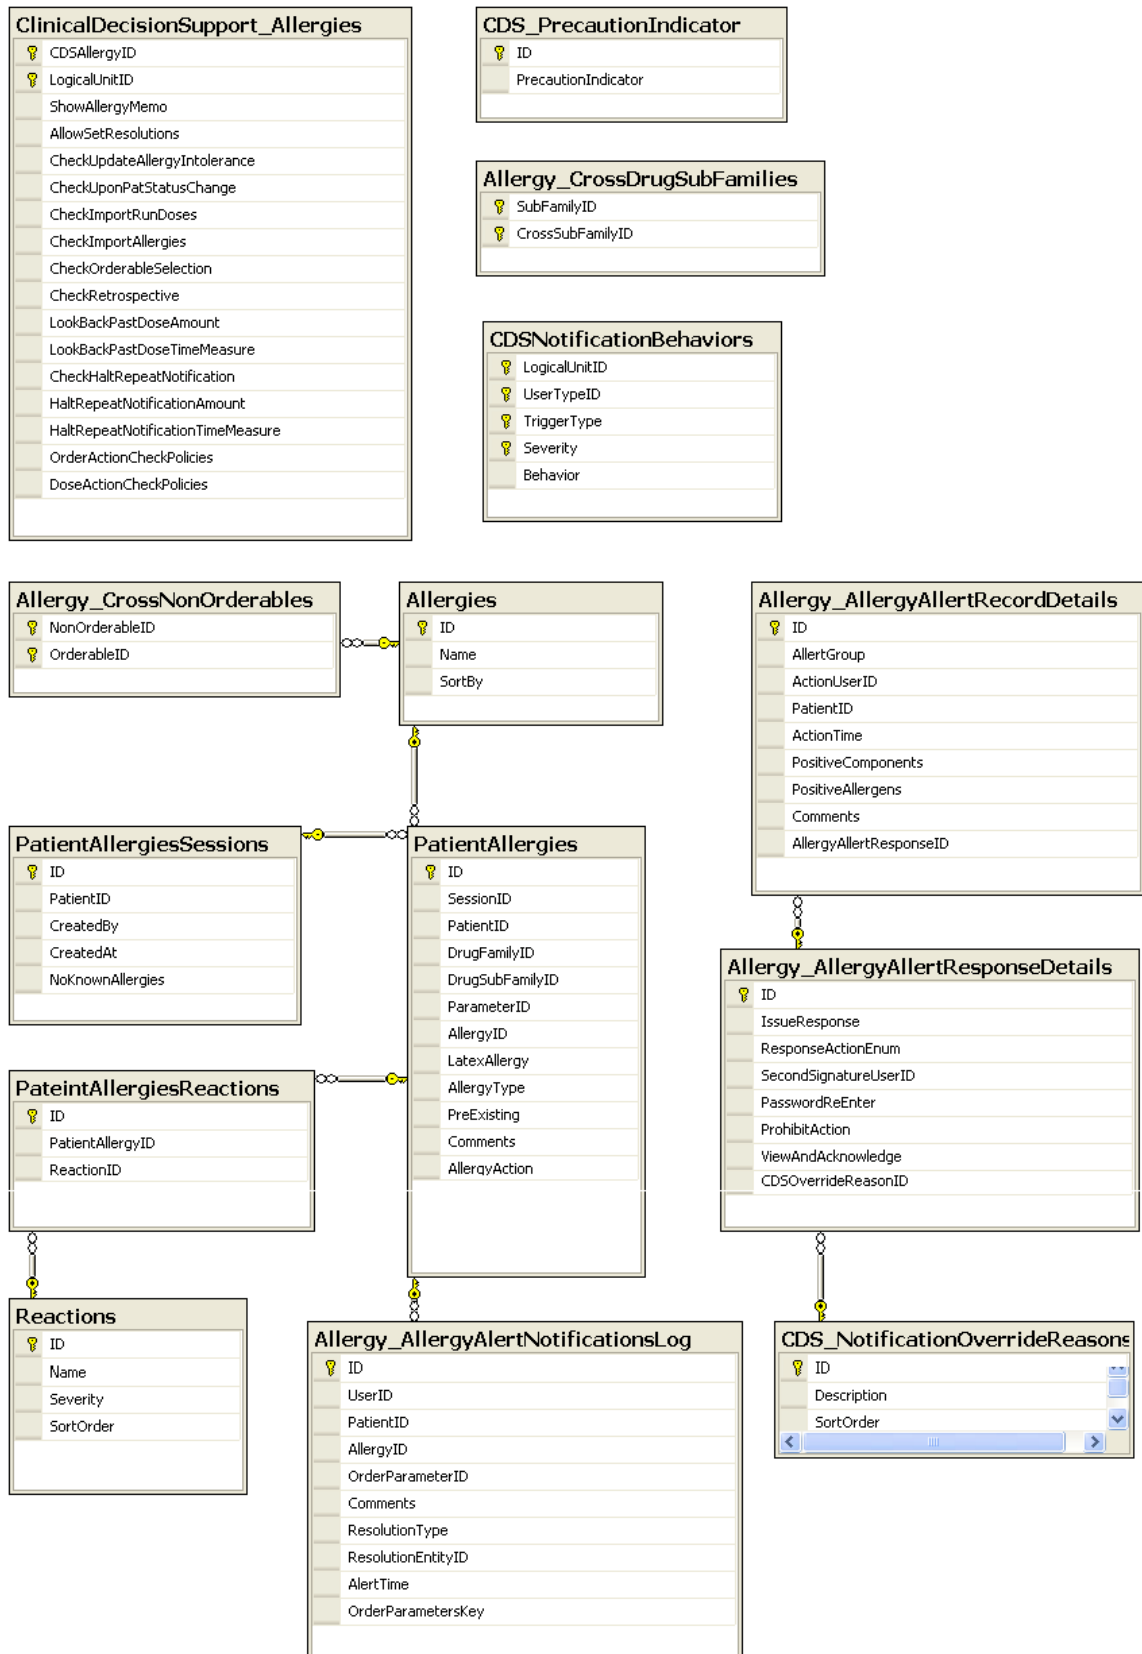 ClinicalDecisionSupport_Allergies
CDSAllergyID
LogicalUnitID
ShowAllergyMemo
AllowSetResolutions
CheckUpdateAllergyIntolerance
CheckUponPatStatusChange
CheckImportRunDoses
CheckImportAllergies
CheckOrderableSelection
CheckRetrospective
LookBackPastDoseAmount
LookBackPastDoseTimeMeasure
CheckHaltRepeatNotification
HaltRepeatNotificationAmount
HaltRepeatNotificationTimeMeasure
OrderActionCheckPolicies
DoseActionCheckPolicies
CDS_PrecautionIndicator
ID
PrecautionIndicator
Allergy_CrossDrugSubFamilies
SubFamilyID
CrossSubFamilyID
CDSNotificationBehaviors
LogicalUnitID
UserTypeID
TriggerType
Severity
Behavior
Allergy_CrossNonOrderables
NonOrderableID
OrderableID
Allergies
ID
Name
SortBy
Allergy_AllergyAllertRecordDetails
ID
AllertGroup
ActionUserID
PatientID
ActionTime
PositiveComponents
PositiveAllergens
Comments
AllergyAllertResponseID
PatientAllergiesSessions
ID
PatientID
CreatedBy
CreatedAt
NoKnownAllergies
PatientAllergies
ID
SessionID
PatientID
DrugFamilyID
DrugSubFamilyID
ParameterID
AllergyID
LatexAllergy
AllergyType
PreExisting
Comments
AllergyAction
Allergy_AllergyAllertResponseDetails
ID
IssueResponse
ResponseActionEnum
SecondSignatureUserID
PasswordReEnter
ProhibitAction
ViewAndAcknowledge
CDSOverrideReasonID
PateintAllergiesReactions
ID
PatientAllergyID
ReactionID
Reactions
ID
Name
Severity
SortOrder
Allergy_AllergyAlertNotificationsLog
ID
UserID
PatientID
AllergyID
OrderParameterID
Comments
ResolutionType
ResolutionEntityID
AlertTime
OrderParametersKey
CDS_NotificationOverrideReasons
ID
Description
SortOrder